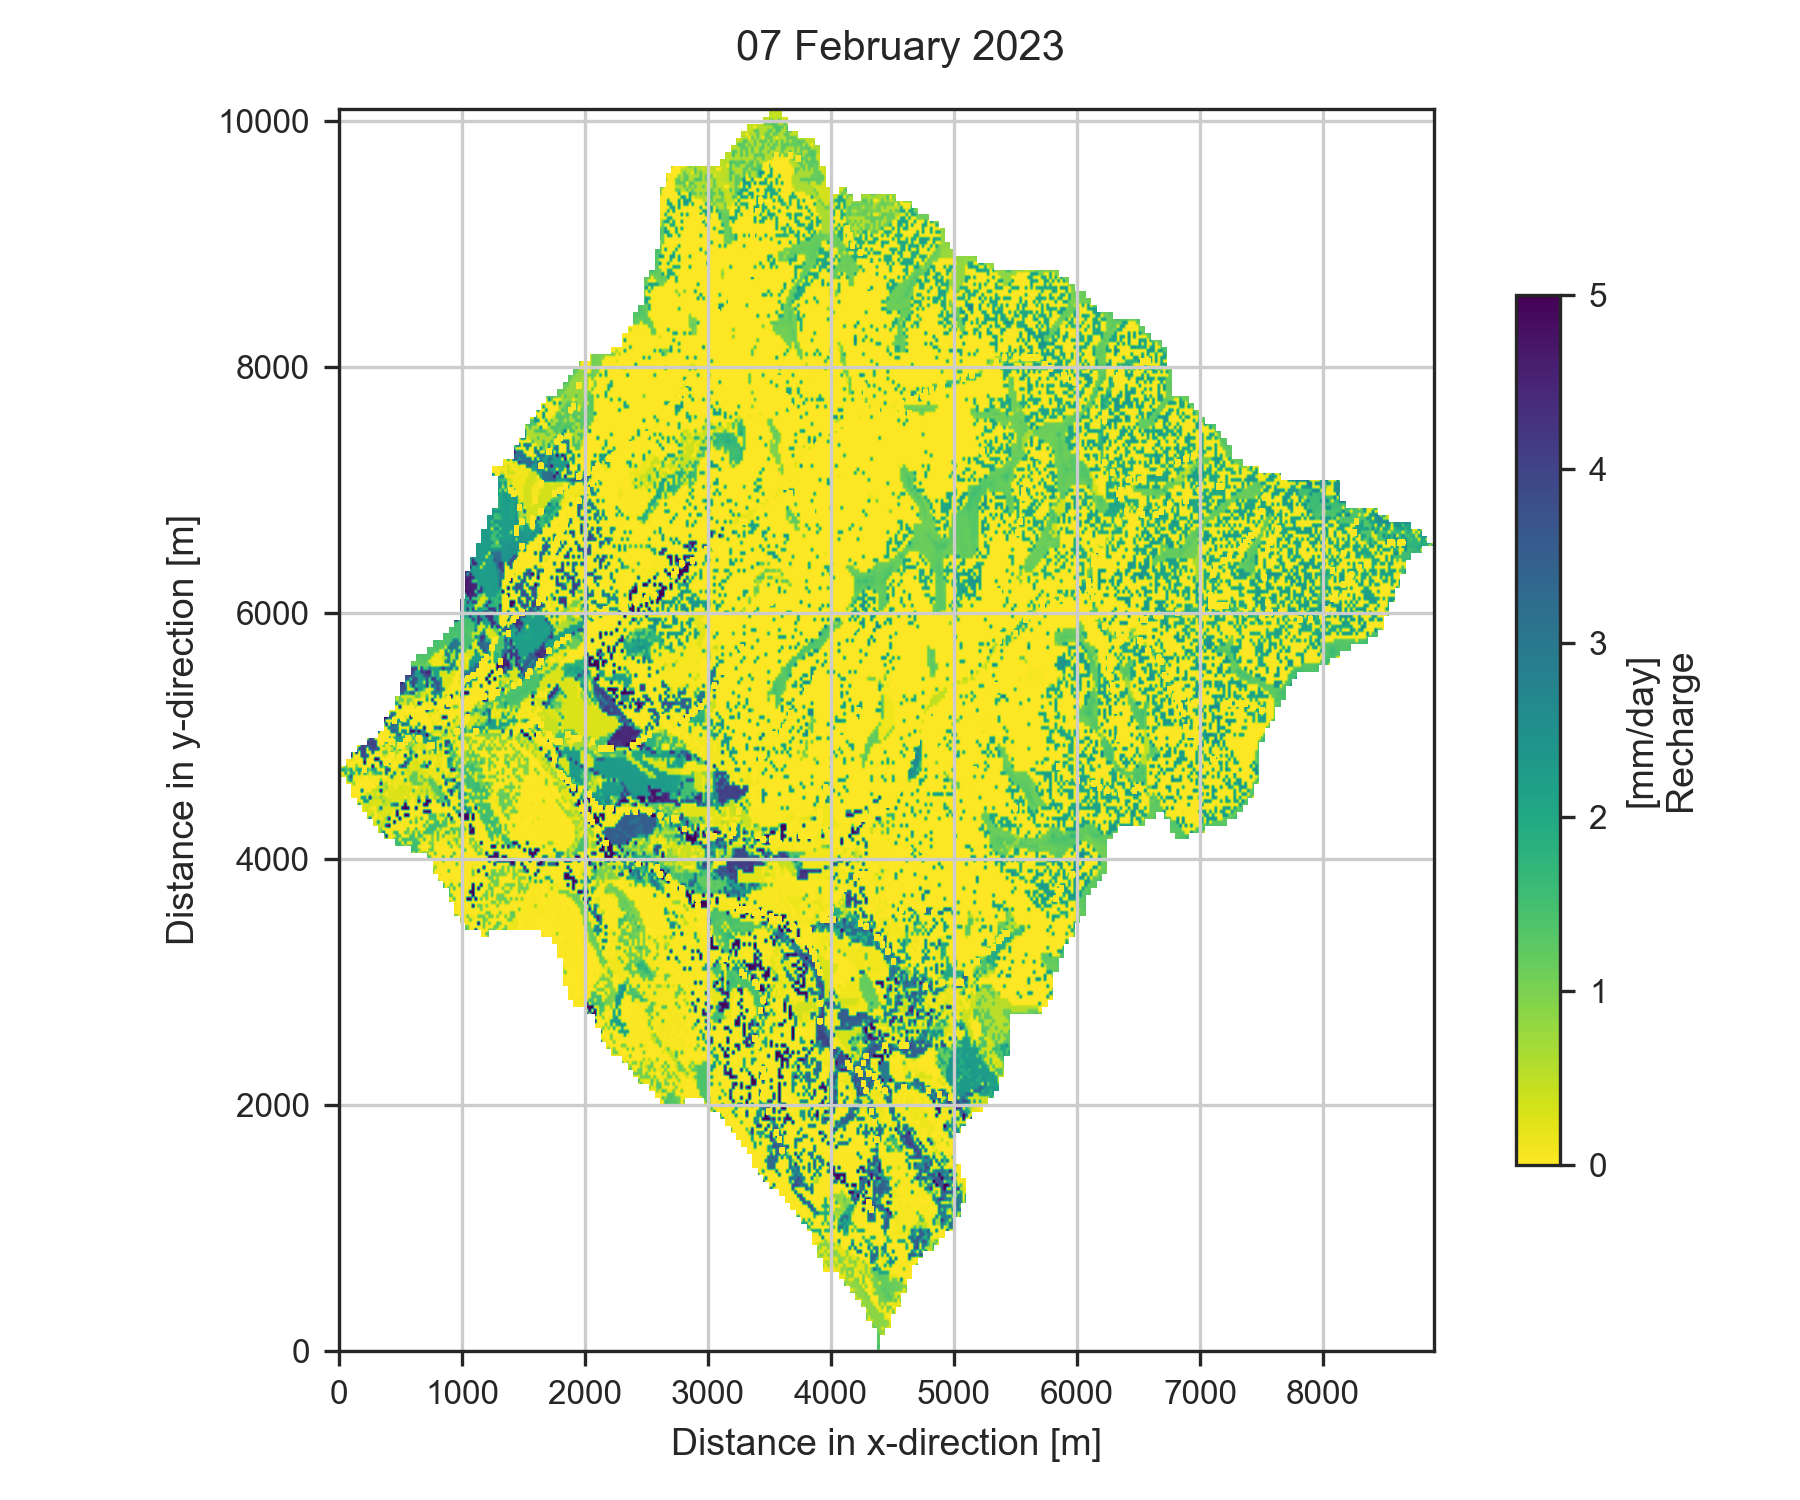 07 February 2023
10000
8000
6000
4000
2000
0
Distance in y-direction [m]
0 1000 2000 3000 4000 5000 6000 7000 8000
Distance in x-direction [m]
5
4
3
2
1
0
[mm/day]
Recharge